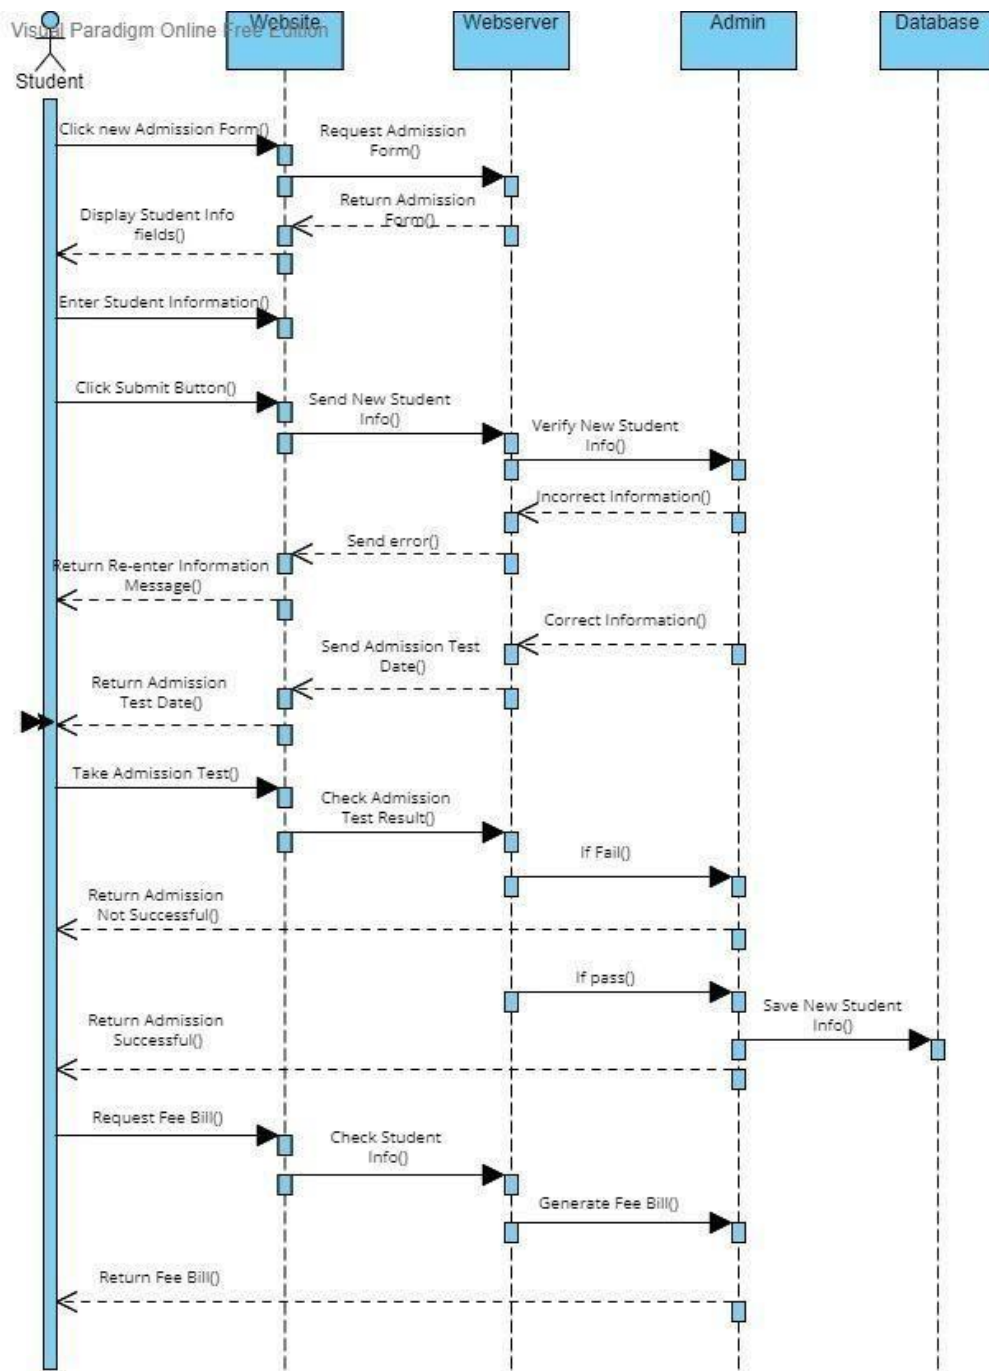 Visual Paradigm Online Free Edition
Website
Webserver
Admin
Database
Student
Click new Admission Form()
Request Admission
Form()
Return Admission
Form()
Display Student Info
fields()
Enter Student Information()
Click Submit Button()
Send New Student
Info()
Verify New Student
Info()
Incorrect Information()
Send error()
Return Re-enter Information
Message()
Correct Information()
Send Admission Test
Date()
Return Admission
Test Date()
Take Admission Test()
Check Admission
Test Result()
If Fail()
Return Admission
Not Successful()
If pass()
Save New Student
Info()
Return Admission
Successful()
Request Fee Bill()
Check Student
Info()
Generate Fee Bill()
Return Fee Bill()